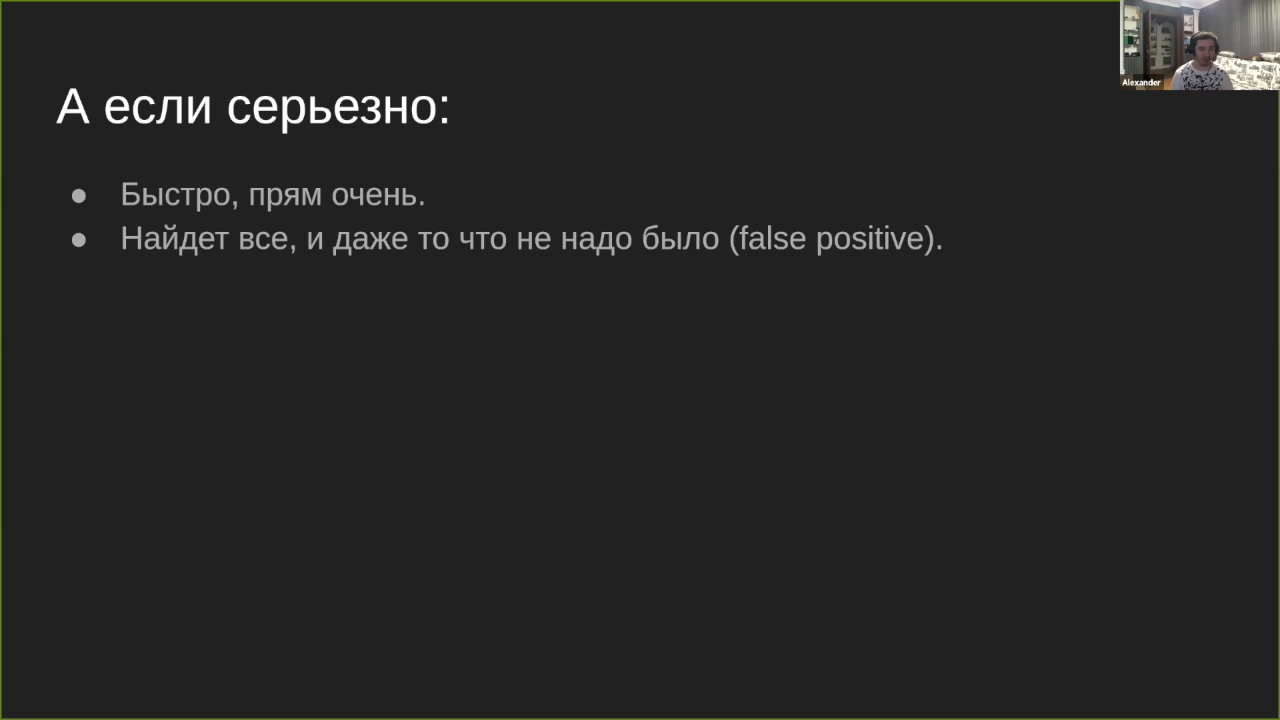 А если серьезно:
● Быстро, прям очень.
● Найдет все, и даже то что не надо было (false positive).
Alexander